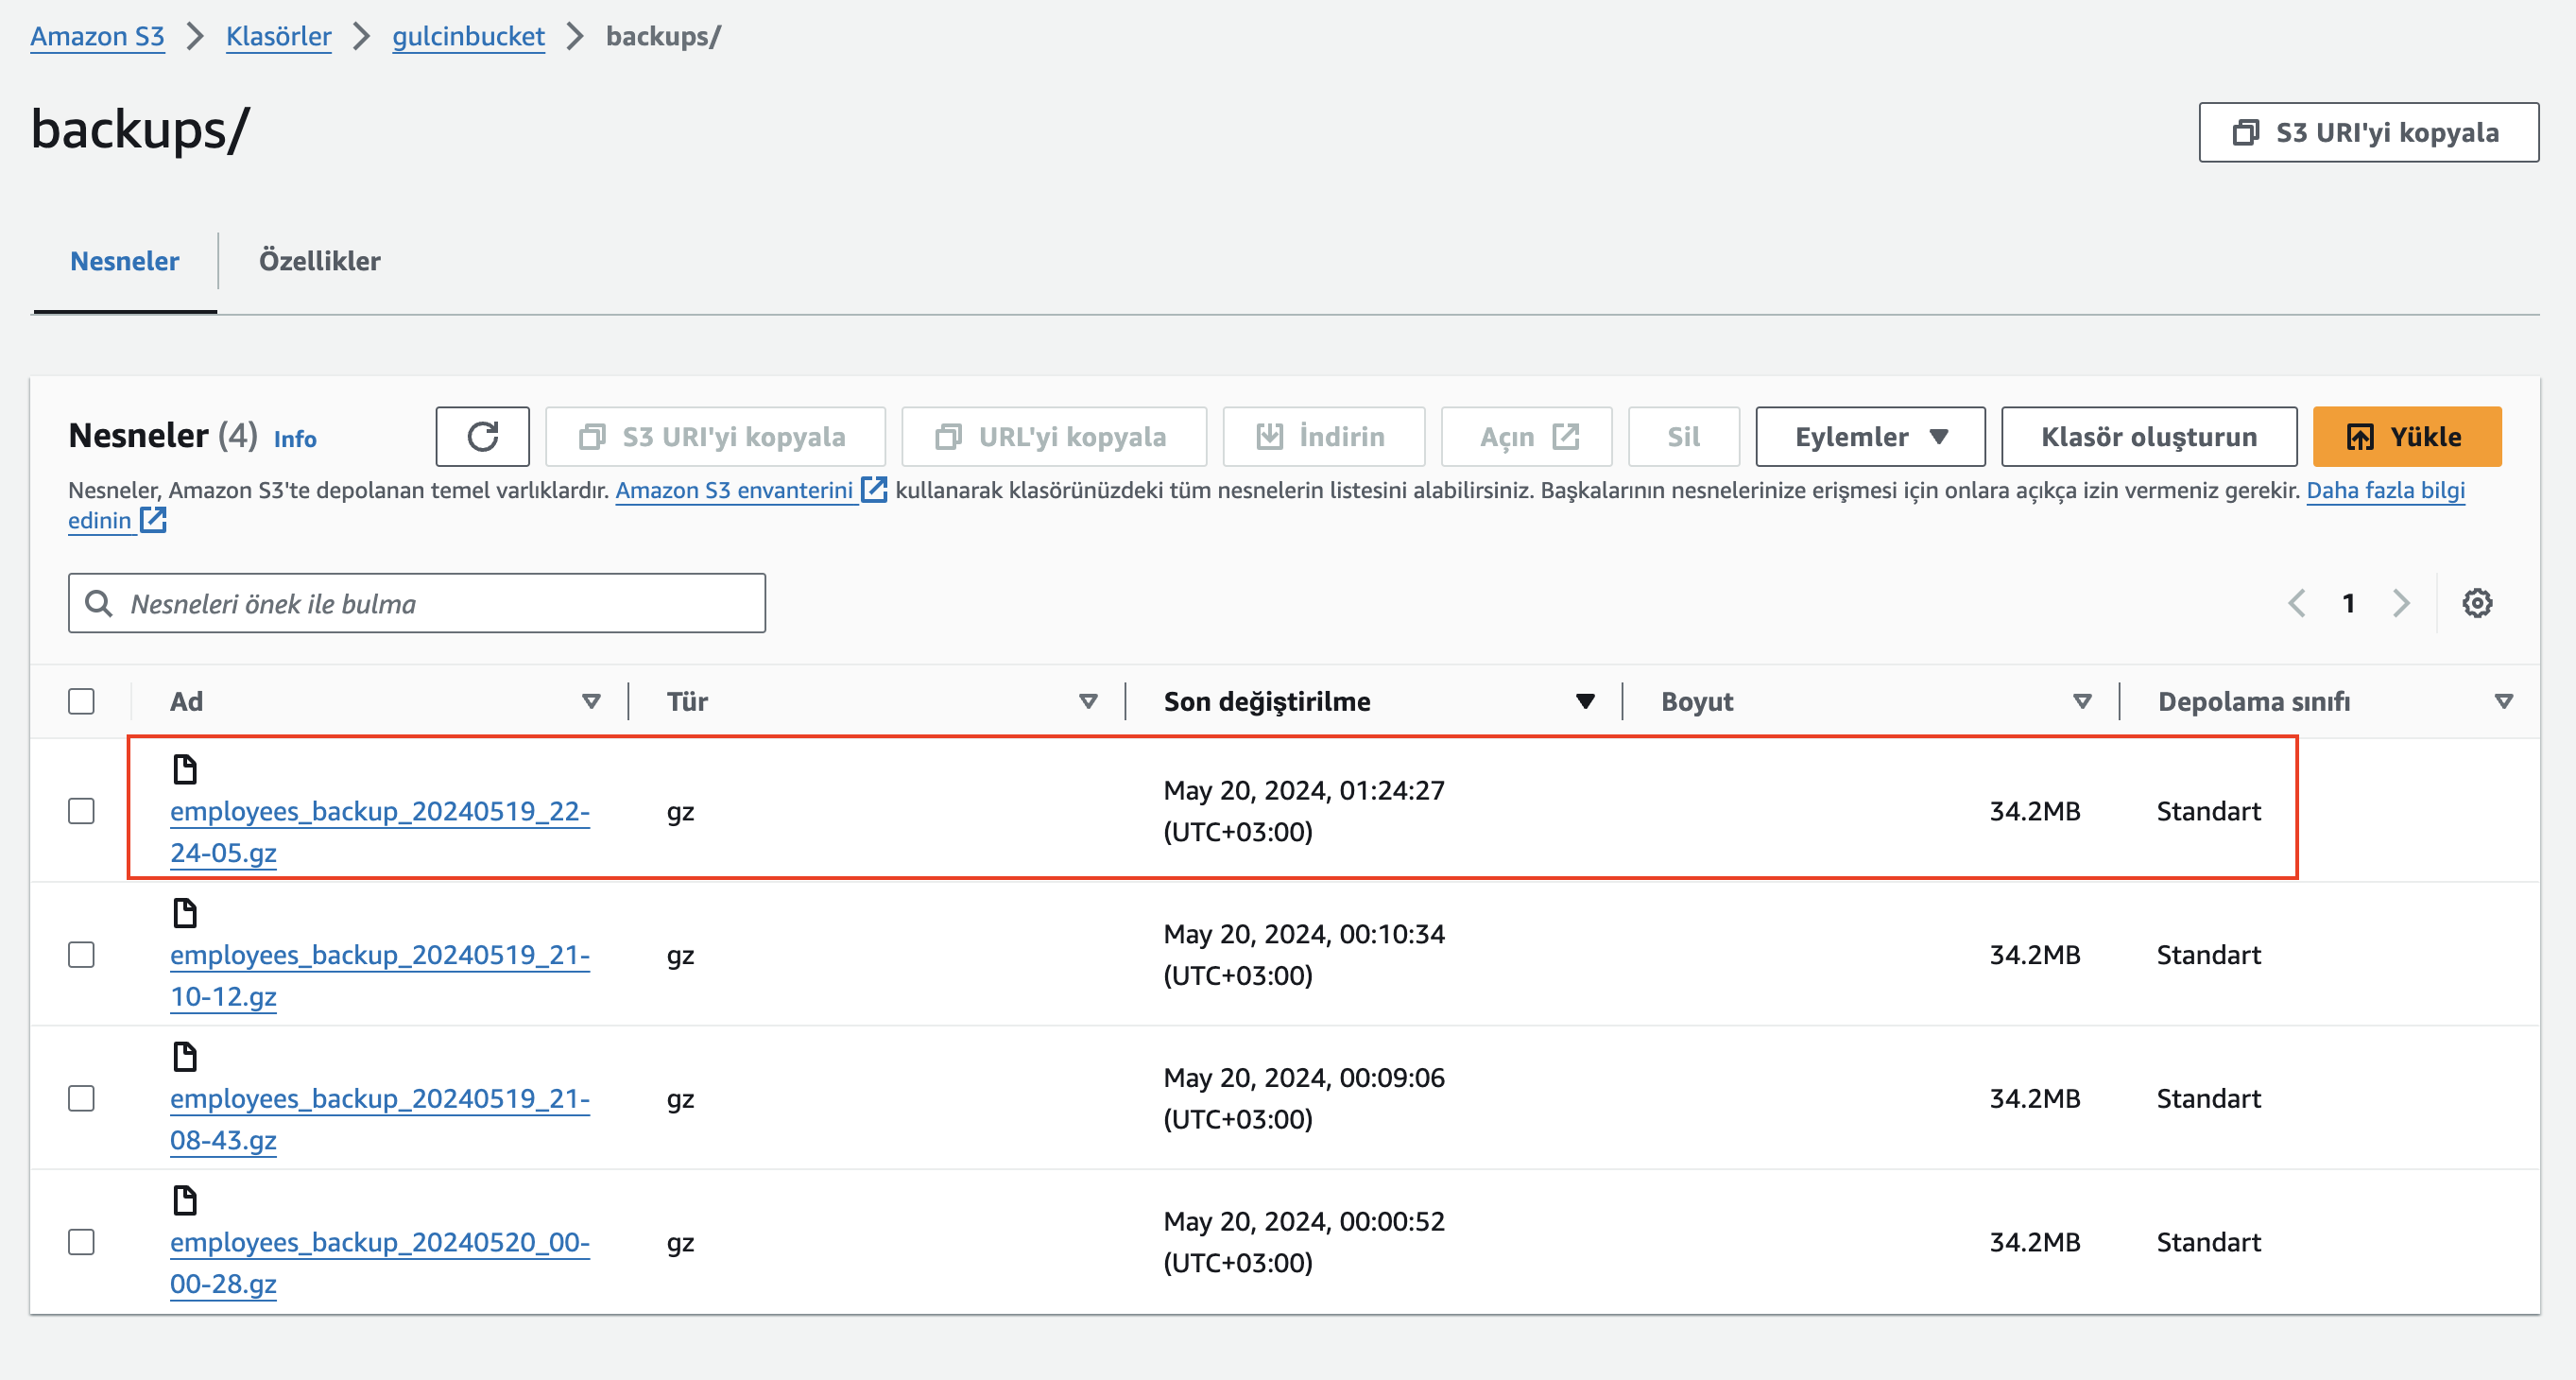 Amazon S3 > Klasörler > gulcinbucket > backups/
backups/
S3 URI'yi kopyala
Nesneler
Özellikler
Nesneler (4) Info
S3 URI'yi kopyala
URL'yi kopyala
İndirin
Açın
Sil
Eylemler
Klasör oluşturun
Yükle
Nesneler, Amazon S3'te depolanan temel varlıklardır. Amazon S3 envanterini kullanarak klasörünüzdeki tüm nesnelerin listesini alabilirsiniz. Başkalarının nesnelerinize erişmesi için onlara açıkça izin vermeniz gerekir. Daha fazla bilgi
edinin
Nesneleri önek ile bulma
1
Ad Tür Son değiştirilme Boyut Depolama sınıfı
employees_backup_20240519_22-
24-05.gz
gz
May 20, 2024, 01:24:27
(UTC+03:00)
34.2MB
Standart
employees_backup_20240519_21-
10-12.gz
gz
May 20, 2024, 00:10:34
(UTC+03:00)
34.2MB
Standart
employees_backup_20240519_21-
08-43.gz
gz
May 20, 2024, 00:09:06
(UTC+03:00)
34.2MB
Standart
employees_backup_20240520_00-
00-28.gz
gz
May 20, 2024, 00:00:52
(UTC+03:00)
34.2MB
Standart